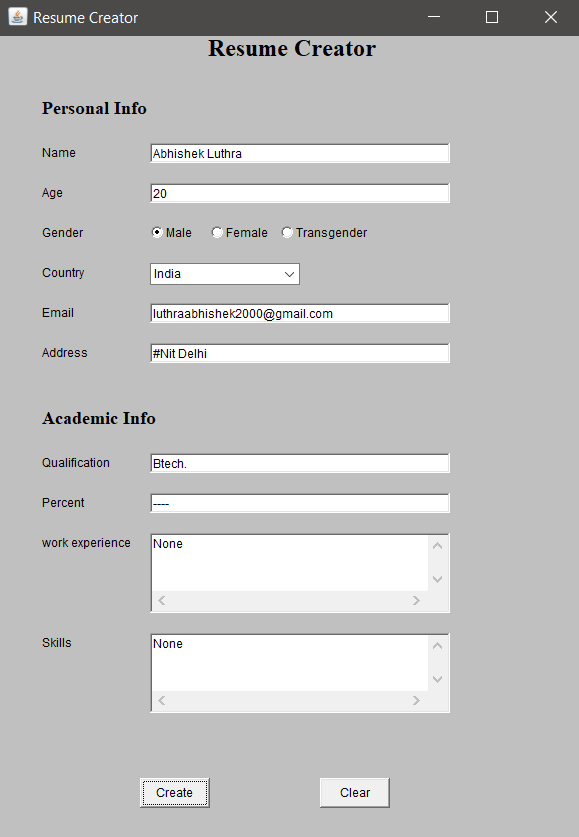 Resume Creator
Resume Creator
Personal Info
Name Abhishek Luthra
Age 20
Gender Male Female Transgender
Country India
Email luthraabhishek2000@gmail.com
Address #Nit Delhi
Academic Info
Qualification Btech.
Percent ----
work experience None
Skills None
Create Clear